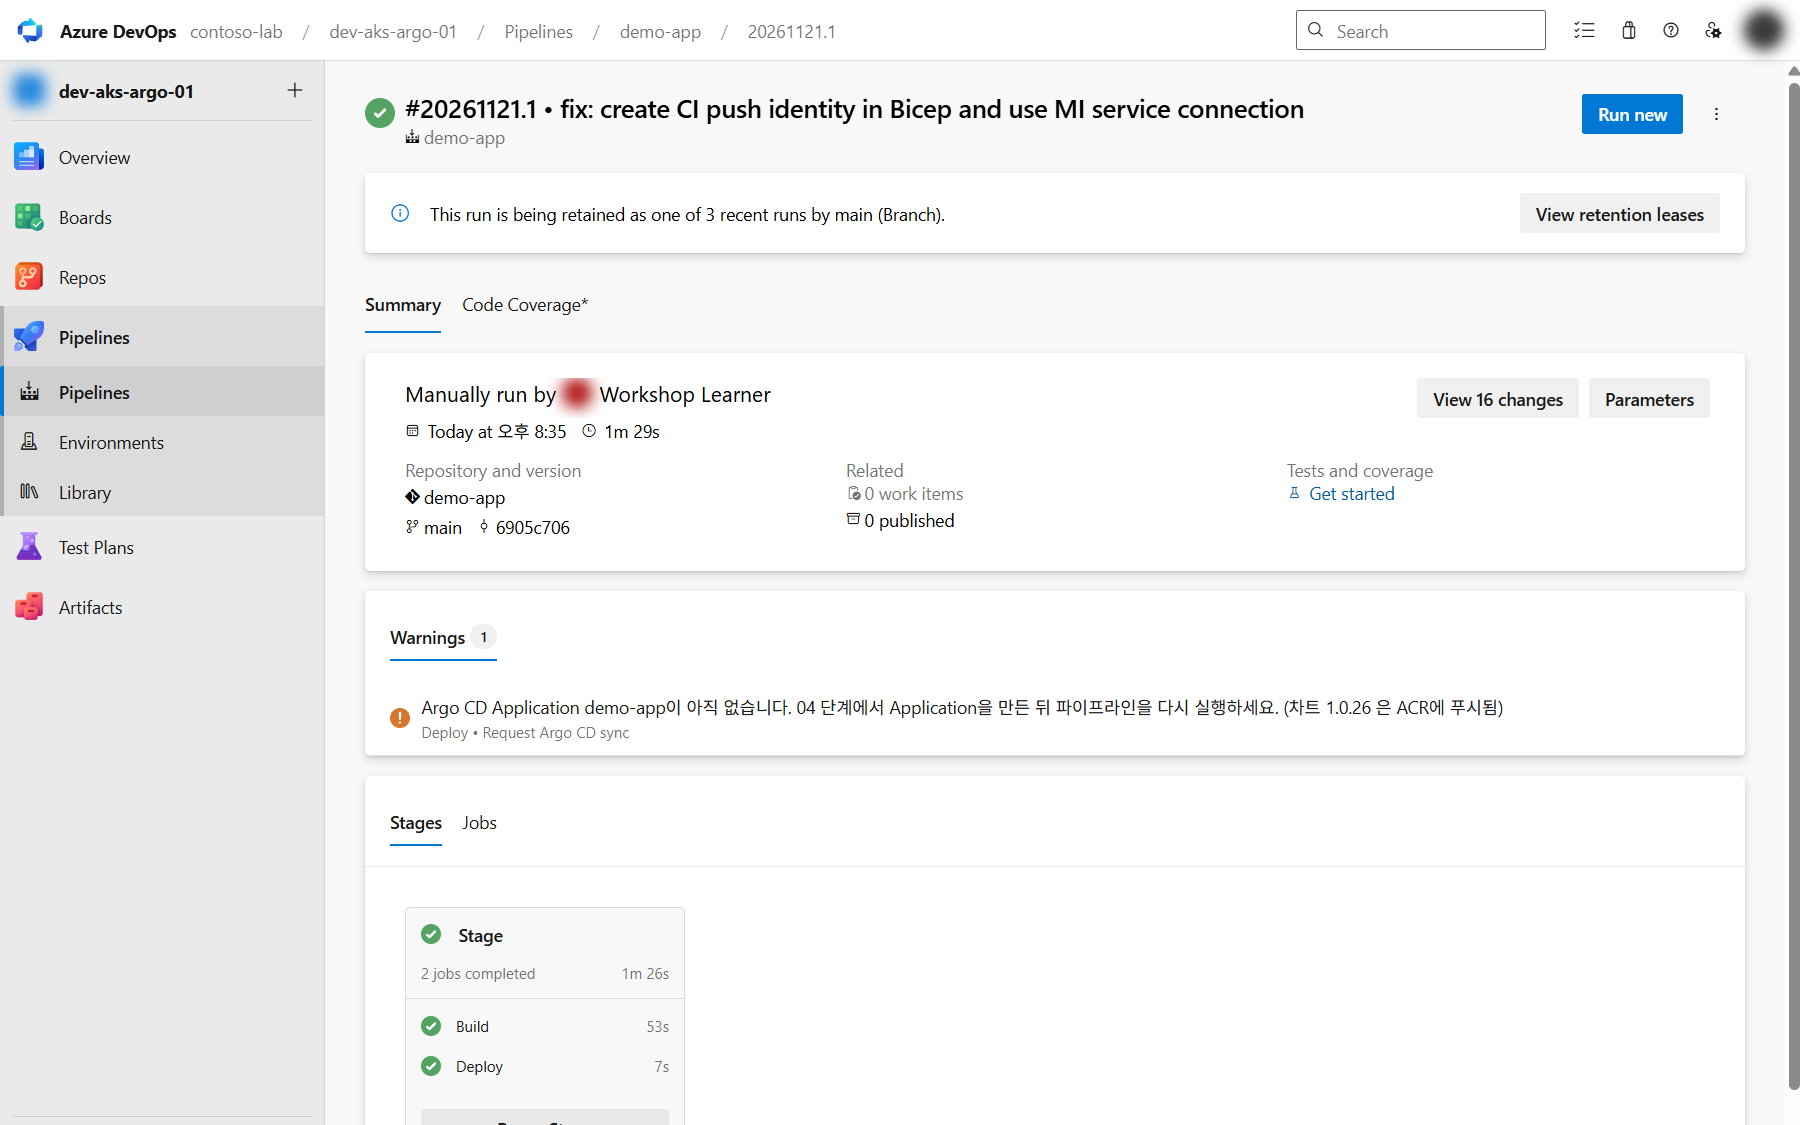 Azure DevOps contoso-lab / dev-aks-argo-01 / Pipelines / demo-app / 20261121.1
Search
dev-aks-argo-01
Overview
Boards
Repos
Pipelines
Pipelines
Environments
Library
Test Plans
Artifacts
#20261121.1 • fix: create CI push identity in Bicep and use MI service connection
demo-app
Run new
This run is being retained as one of 3 recent runs by main (Branch).
View retention leases
Summary Code Coverage*
Manually run by Workshop Learner
View 16 changes
Parameters
Today at 오후 8:35 1m 29s
Repository and version
demo-app
main 6905c706
Related
0 work items
0 published
Tests and coverage
Get started
Warnings 1
Argo CD Application demo-app이 아직 없습니다. 04 단계에서 Application을 만든 뒤 파이프라인을 다시 실행하세요. (차트 1.0.26 은 ACR에 푸시됨)
Deploy • Request Argo CD sync
Stages Jobs
Stage
2 jobs completed 1m 26s
Build 53s
Deploy 7s